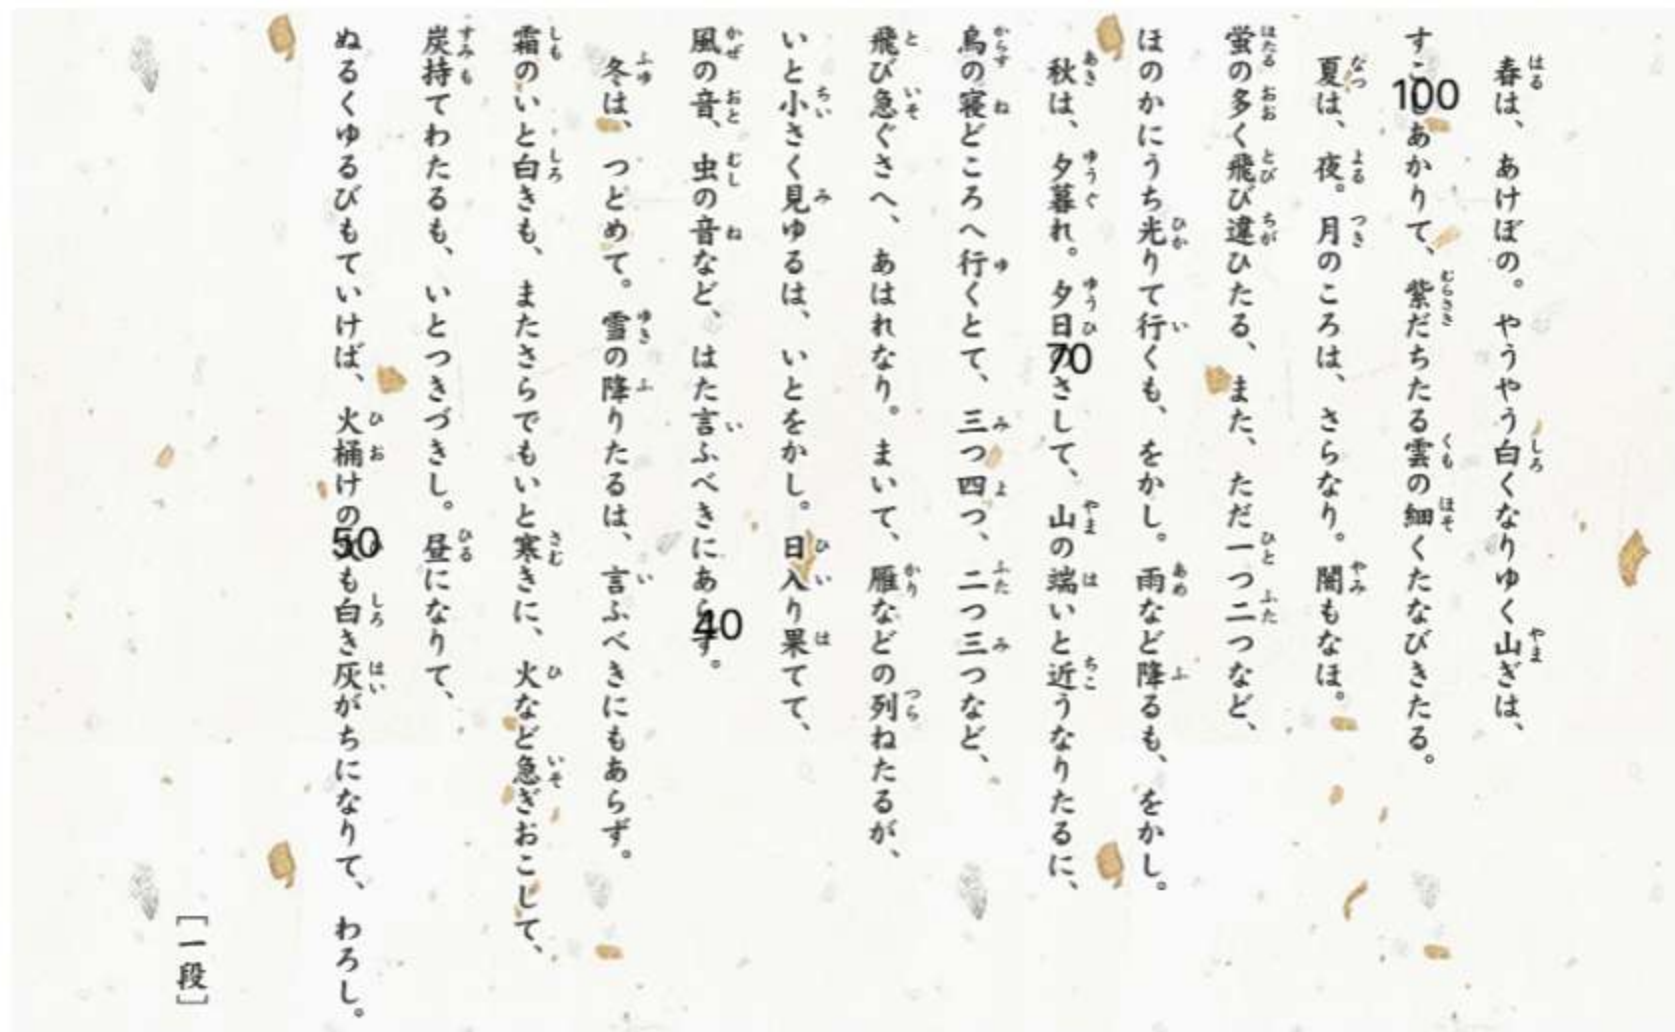 春は、あけぼの。やうやう白くなりゆく山ぎは、
すこしあかりて、紫だちたる雲の細くたなびきたる。
夏は、夜。月のころは、さらなり。闇もなほ。
蛍の多く飛び違ひたる、また、ただ一つ二つなど、
ほのかにうち光りて行くも、をかし。雨など降るも、をかし。
秋は、夕暮れ。夕日のさして、山の端いと近うなりたるに、
烏の寝どころへ行くとて、三つ四つ、二つ三つなど、
飛び急ぐさへ、あはれなり。まいて、雁などの列ねたるが、
いと小さく見ゆるは、いとをかし。日入り果てて、
風の音、虫の音など、はた言ふべきにあらず。
冬は、つとめて。雪の降りたるは、言ふべきにもあらず。
霜のいと白きも、またさらでもいと寒きに、火など急ぎおこして、
炭持てわたるも、いとつきづきし。昼になりて、
ぬるくゆるびもていけば、火桶けの火も白き灰がちになりて、わろし。
[一段]
100
70
50
40